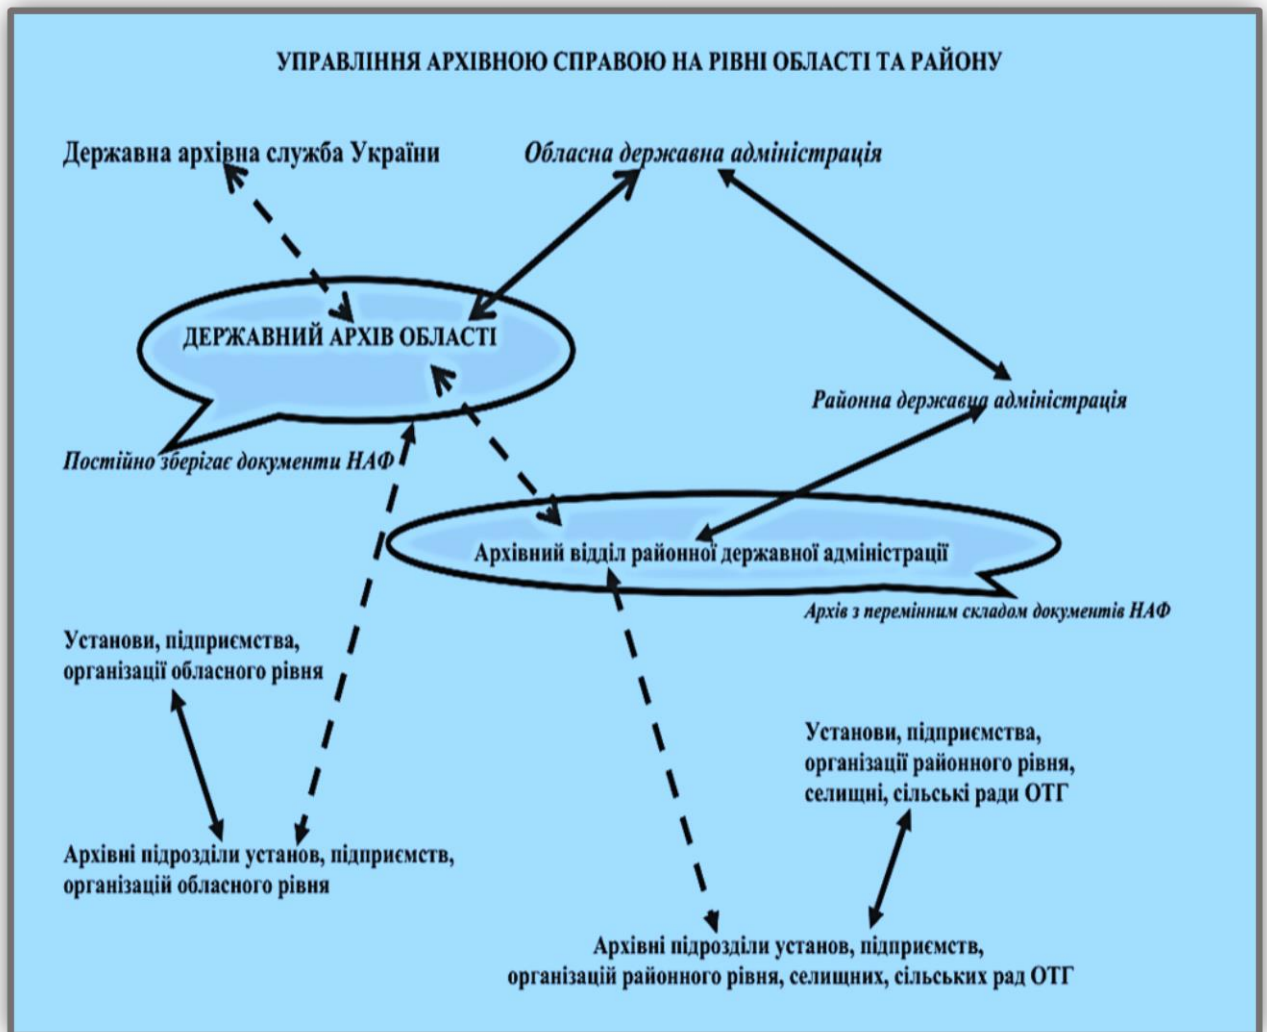 УПРАВЛІННЯ АРХІВНОЮ СПРАВОЮ НА РІВНІ ОБЛАСТІ ТА РАЙОНУ
Державна архівна служба України
Обласна державна адміністрація
ДЕРЖАВНИЙ АРХІВ ОБЛАСТІ
Районна державна адміністрація
Постійно зберігає документи НАФ
Архівний відділ районної державної адміністрації
Архів з перемінним складом документів НАФ
Установи, підприємства,
організації обласного рівня
Установи, підприємства,
організації районного рівня,
селищні, сільські ради ОТГ
Архівні підрозділи установ, підприємств,
організацій обласного рівня
Архівні підрозділи установ, підприємств,
організацій районного рівня, селищних, сільських рад ОТГ